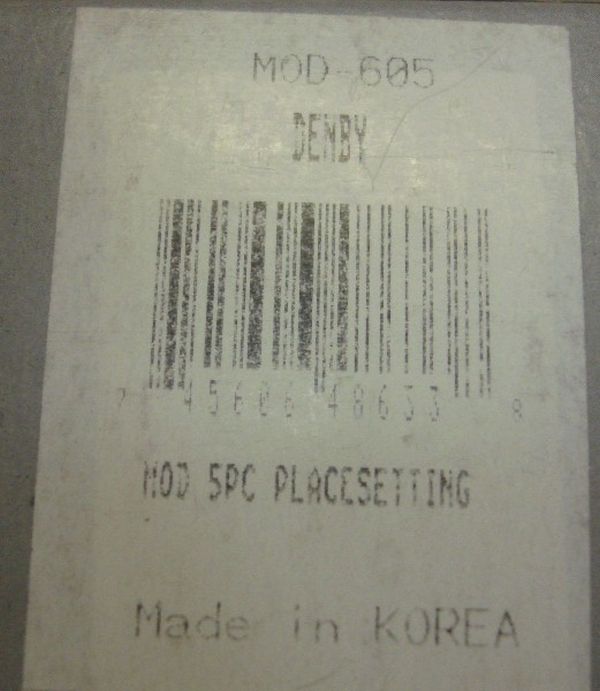 MOD-605
DENBY
7 45606 48633 8
MOD 5PC PLACESETTING
Made in KOREA